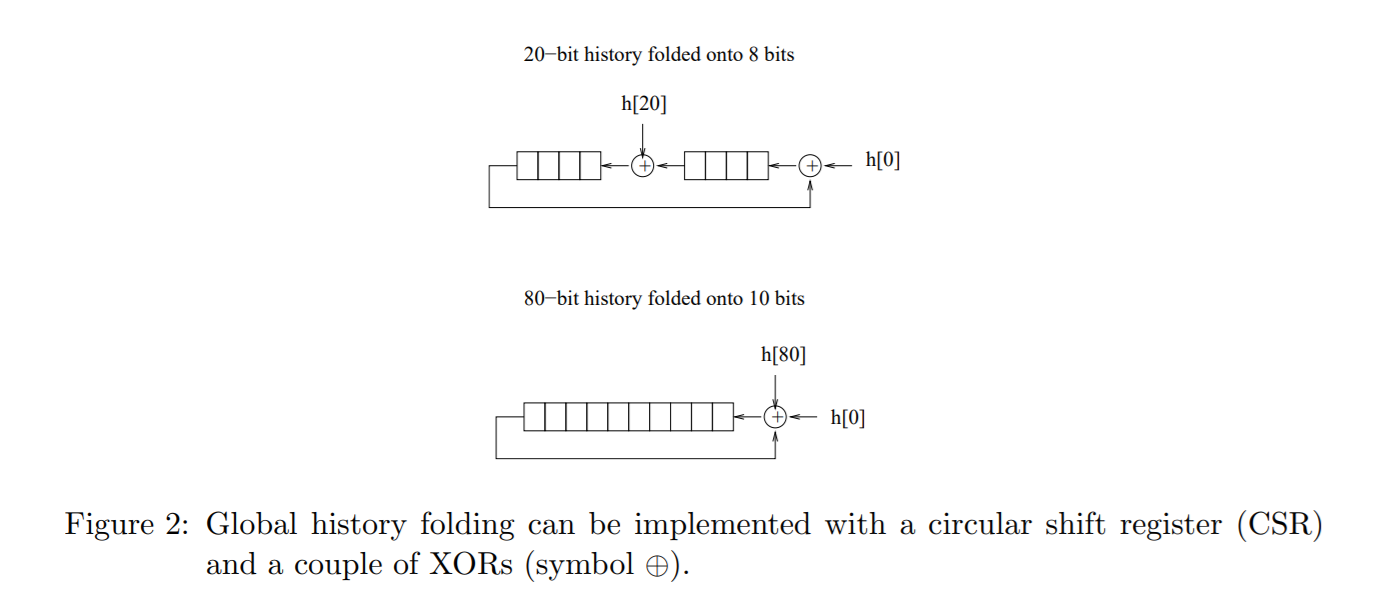 20−bit history folded onto 8 bits
h[20]
+
+
h[0]
80−bit history folded onto 10 bits
h[80]
+
h[0]
Figure 2: Global history folding can be implemented with a circular shift register (CSR)
and a couple of XORs (symbol ⊕).